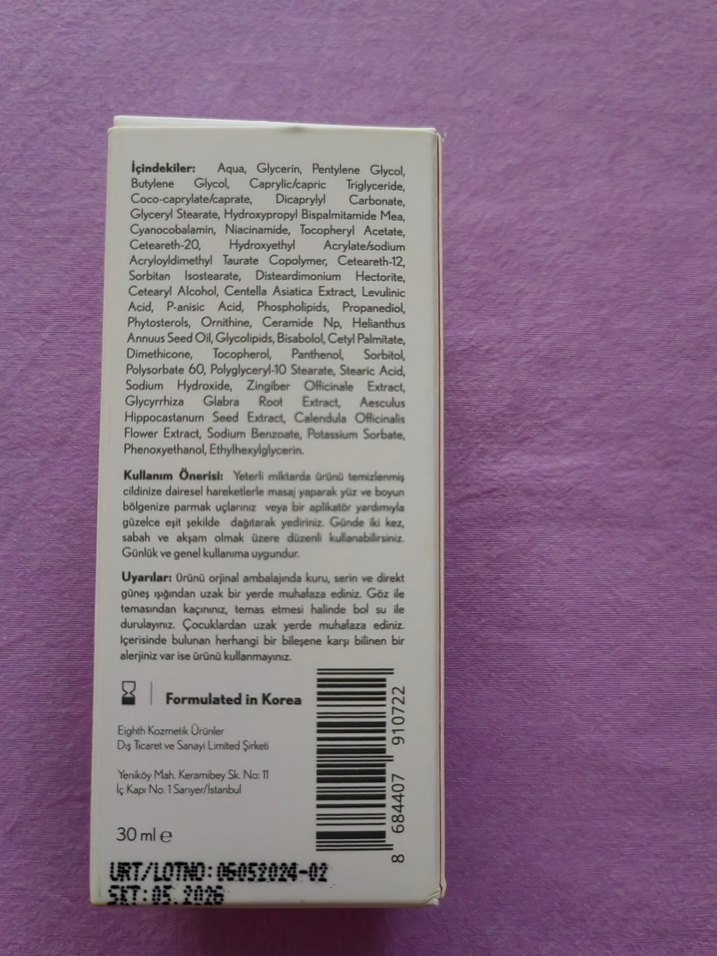 İçindekiler: Aqua, Glycerin, Pentylene Glycol,
Butylene Glycol, Caprylic/capric Triglyceride,
Coco-caprylate/caprate, Dicaprylyl Carbonate,
Glyceryl Stearate, Hydroxypropyl Bispalmitamide Mea,
Cyanocobalamin, Niacinamide, Tocopheryl Acetate,
Ceteareth-20, Hydroxyethyl Acrylate/sodium
Acryloyldimethyl Taurate Copolymer, Ceteareth-12,
Sorbitan Isostearate, Disteardimonium Hectorite,
Cetearyl Alcohol, Centella Asiatica Extract, Levulinic
Acid, P-anisic Acid, Phospholipids, Propanediol,
Phytosterols, Ornithine, Ceramide Np, Helianthus
Annuus Seed Oil, Glycolipids, Bisabolol, Cetyl Palmitate,
Dimethicone, Tocopherol, Panthenol, Sorbitol,
Polysorbate 60, Polyglyceryl-10 Stearate, Stearic Acid,
Sodium Hydroxide, Zingiber Officinale Extract,
Glycyrrhiza Glabra Root Extract, Aesculus
Hippocastanum Seed Extract, Calendula Officinalis
Flower Extract, Sodium Benzoate, Potassium Sorbate,
Phenoxyethanol, Ethylhexylglycerin.
Kullanım Önerisi: Yeterli miktarda ürünü temizlenmiş
cildinize dairesel hareketlerle masaj yaparak yüz ve boyun
bölgenize parmak uçlarınız veya bir aplikatör yardımıyla
güzelce eşit şekilde dağıtarak yediriniz. Günde iki kez,
sabah ve akşam olmak üzere düzenli kullanabilirsiniz.
Günlük ve genel kullanıma uygundur.
Uyarılar: Ürünü orjinal ambalajında kuru, serin ve direkt
güneş ışığından uzak bir yerde muhafaza ediniz. Göz ile
temasından kaçınınız, temas etmesi halinde bol su ile
durulayınız. Çocuklardan uzak yerde muhafaza ediniz.
İçerisinde bulunan herhangi bir bileşene karşı bilinen bir
alerjiniz var ise ürünü kullanmayınız.
Formulated in Korea
Eighth Kozmetik Ürünler
Dış Ticaret ve Sanayi Limited Şirketi
Yeniköy Mah. Keramibey Sk. No: 11
İç Kapı No: 1 Sarıyer/İstanbul
30 ml e
8 684407 910722
URT/LOTNO: 06052024-02
SKT: 05. 2026